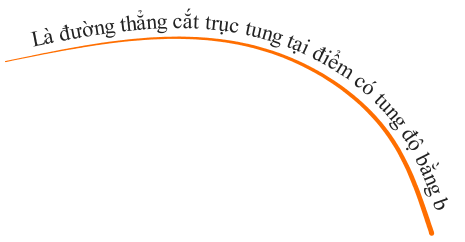 Là đường thẳng cắt trục tung tại điểm có tung độ bằng b